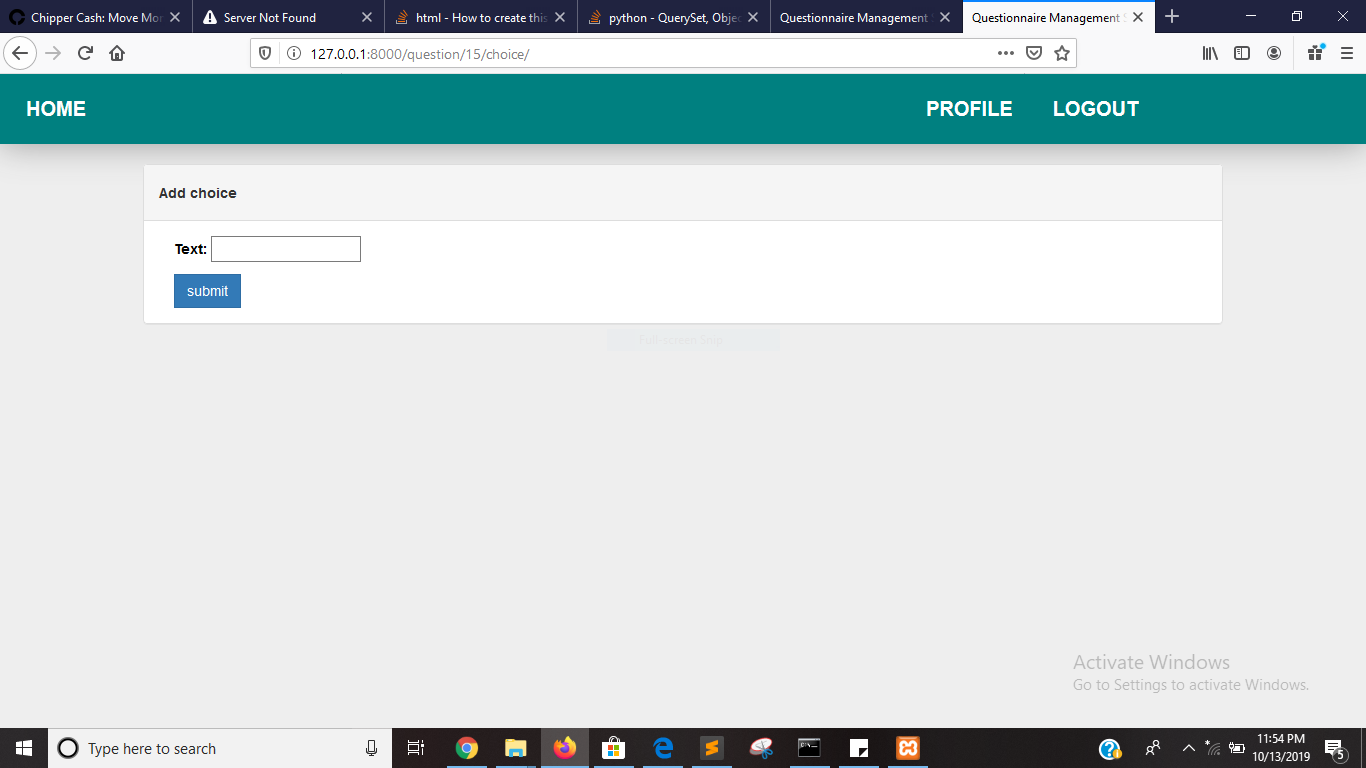 Chipper Cash: Move Mor
Server Not Found
html - How to create this
python - QuerySet, Objec
Questionnaire Management S
Questionnaire Management S
127.0.0.1:8000/question/15/choice/
HOME
PROFILE
LOGOUT
Add choice
Text:
submit
Full-screen Snip
Activate Windows
Go to Settings to activate Windows.
Type here to search
11:54 PM
10/13/2019
5